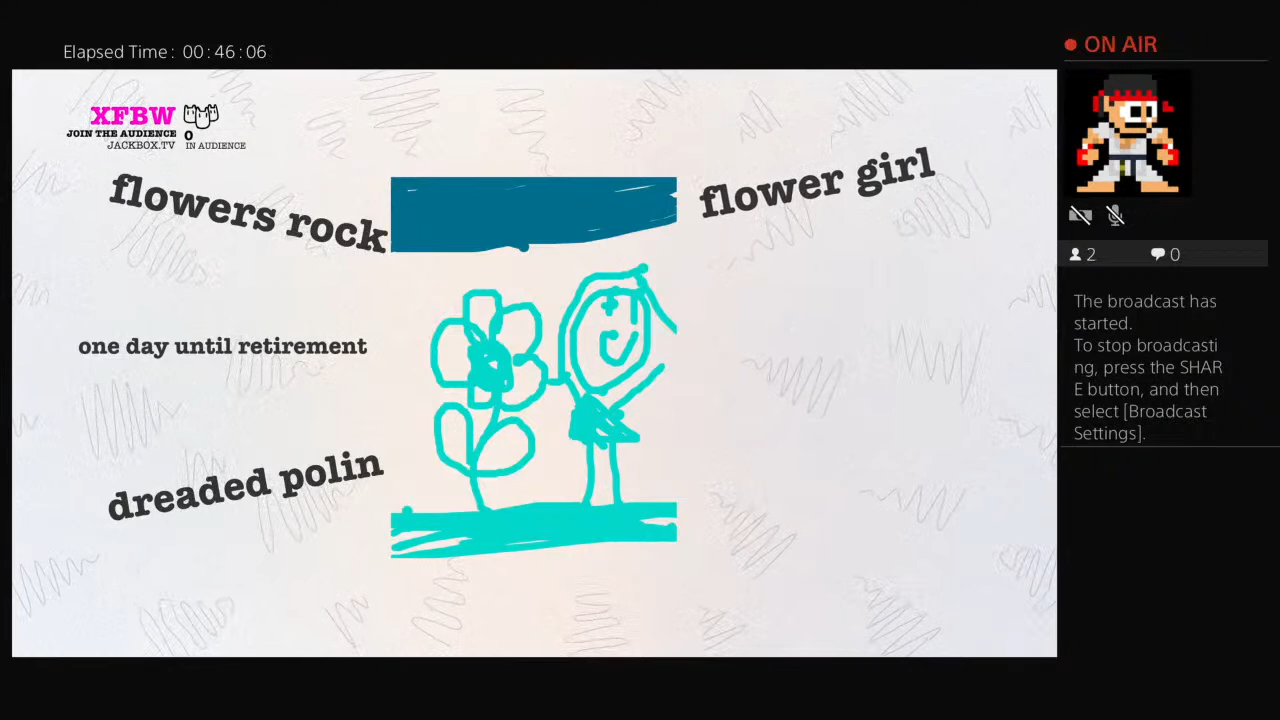 Elapsed Time: 00:46:06
ON AIR
XFBW
JOIN THE AUDIENCE
JACKBOX.TV
0
IN AUDIENCE
flowers rock
flower girl
one day until retirement
dreaded polin
2
0
The broadcast has
started.
To stop broadcasti
ng, press the SHAR
E button, and then
select [Broadcast
Settings].